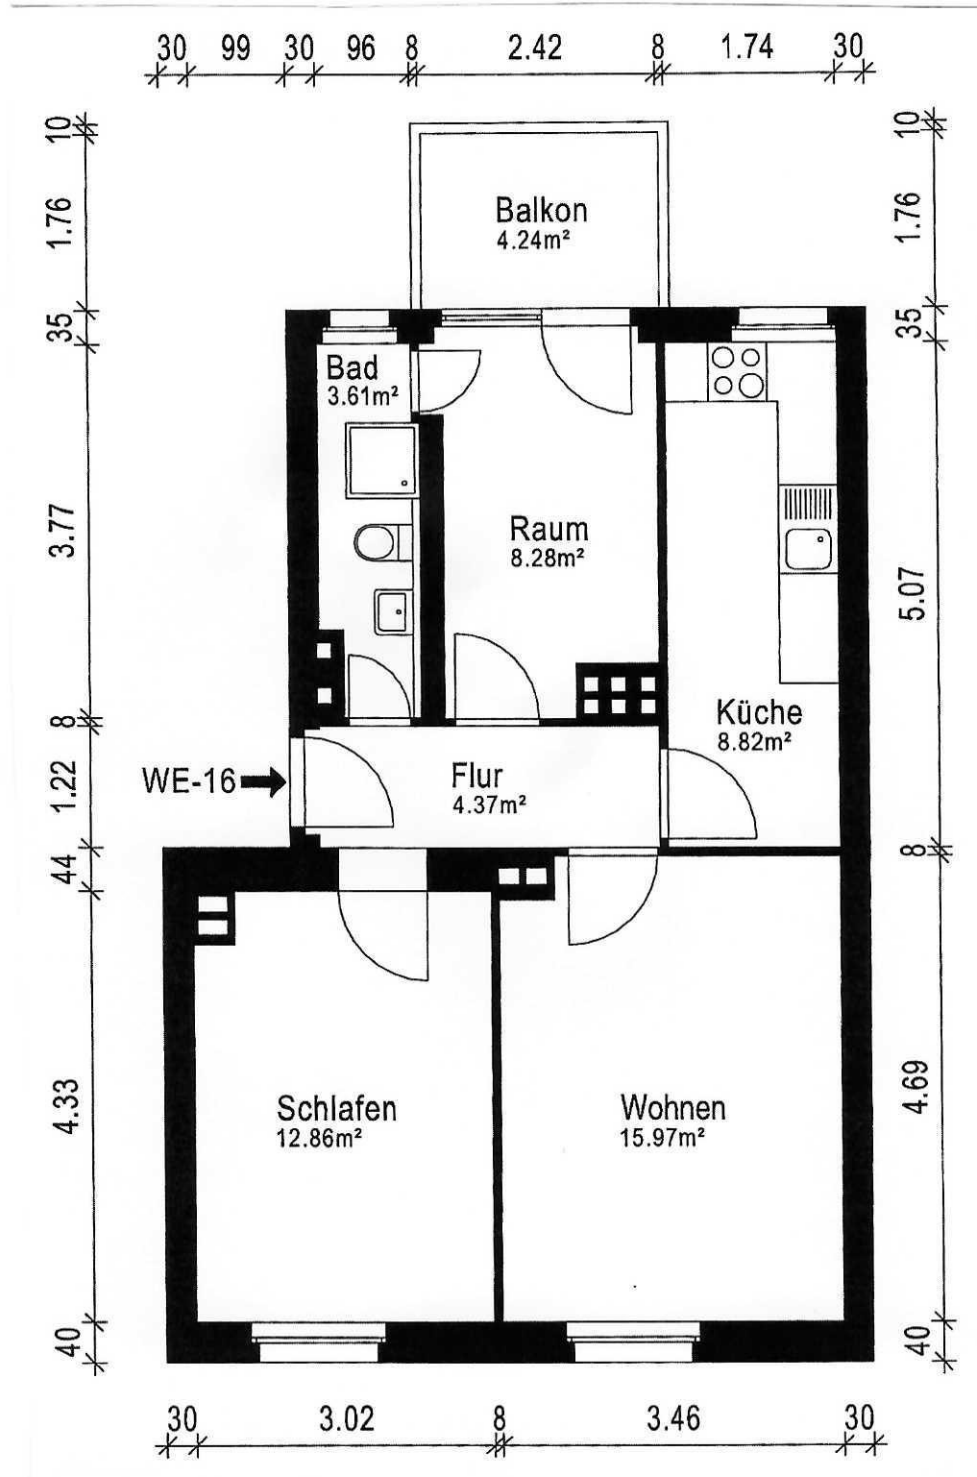 30 99 30 96 8 2.42 8 1.74 30
10
1.76
35
3.77
8
1.22
44
4.33
40
10
1.76
35
5.07
8
4.69
40
Balkon
4.24m²
Bad
3.61m²
Raum
8.28m²
Küche
8.82m²
WE-16
Flur
4.37m²
Schlafen
12.86m²
Wohnen
15.97m²
30 3.02 8 3.46 30